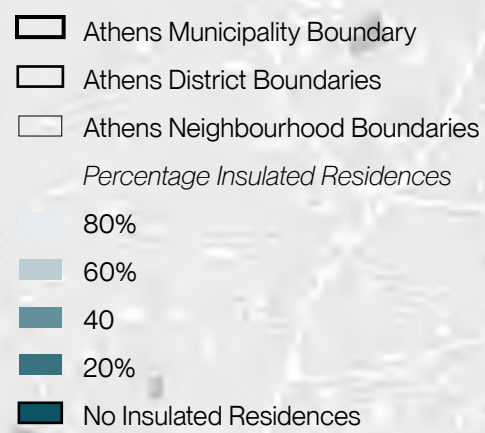 Athens Municipality Boundary
Athens District Boundaries
Athens Neighbourhood Boundaries
Percentage Insulated Residences
80%
60%
40
20%
No Insulated Residences